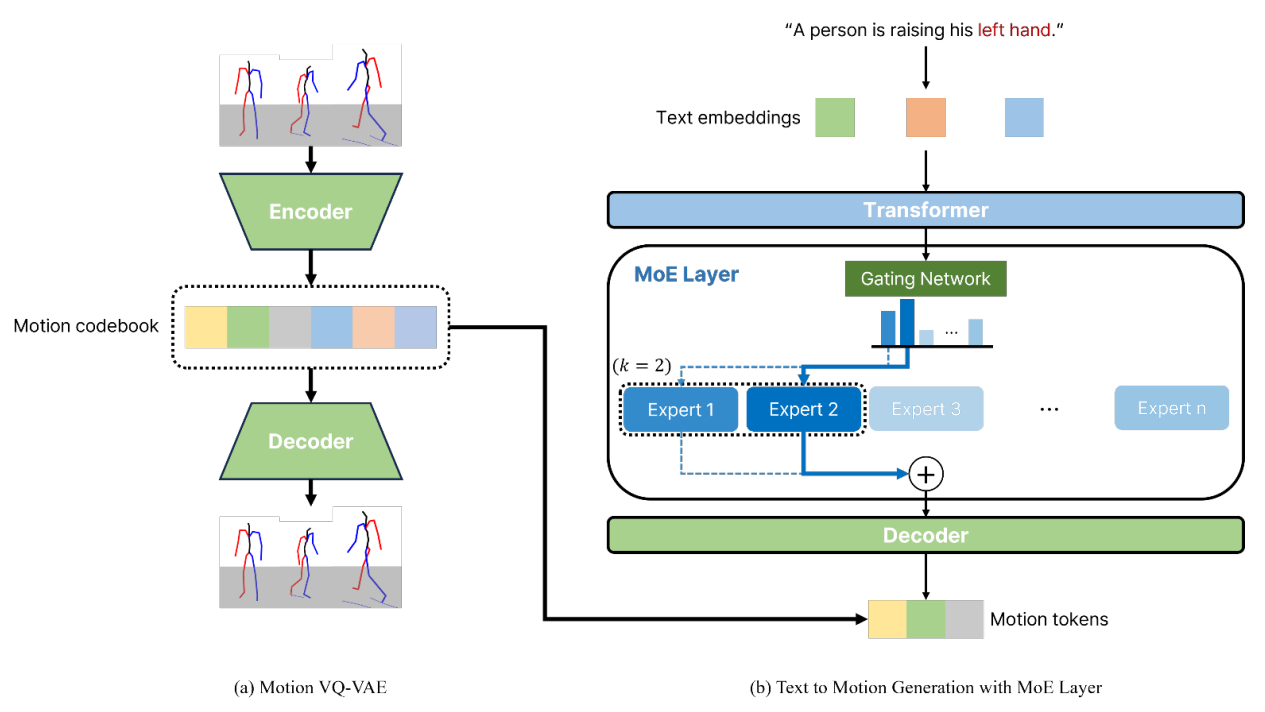 “A person is raising his left hand.”
Text embeddings
Transformer
MoE Layer
Gating Network
...
(k = 2)
Expert 1
Expert 2
Expert 3
...
Expert n
+
Decoder
Motion tokens
Encoder
Motion codebook
Decoder
(a) Motion VQ-VAE
(b) Text to Motion Generation with MoE Layer